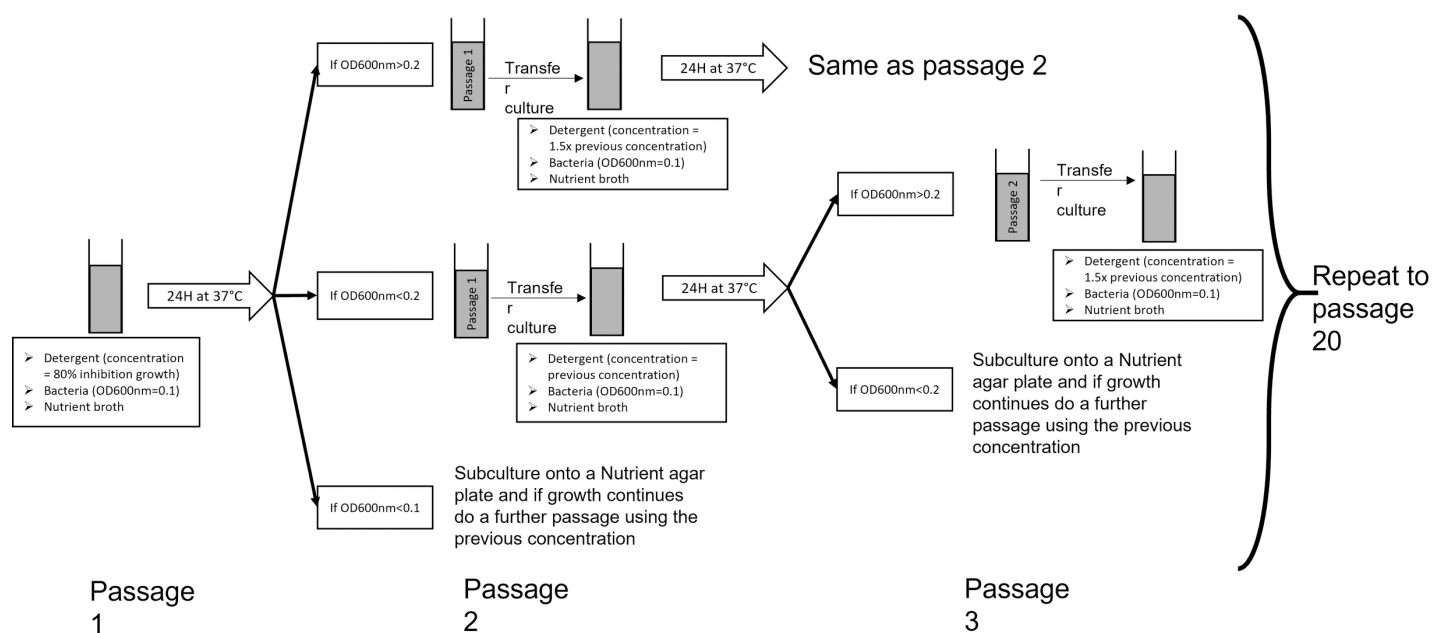 If OD600nm>0.2
Passage 1
Transfe
r
culture
24H at 37°C
Same as passage 2
➢ Detergent (concentration =
1.5x previous concentration)
➢ Bacteria (OD600nm=0.1)
➢ Nutrient broth
If OD600nm>0.2
Passage 2
Transfe
r
culture
➢ Detergent (concentration =
1.5x previous concentration)
➢ Bacteria (OD600nm=0.1)
➢ Nutrient broth
24H at 37°C
➢ Detergent (concentration
= 80% inhibition growth)
➢ Bacteria (OD600nm=0.1)
➢ Nutrient broth
If OD600nm<0.2
Passage 1
Transfe
r
culture
24H at 37°C
➢ Detergent (concentration =
previous concentration)
➢ Bacteria (OD600nm=0.1)
➢ Nutrient broth
If OD600nm<0.2
Subculture onto a Nutrient
agar plate and if growth
continues do a further
passage using the previous
concentration
Repeat to
passage
20
If OD600nm<0.1
Subculture onto a Nutrient agar
plate and if growth continues
do a further passage using the
previous concentration
Passage
1
Passage
2
Passage
3